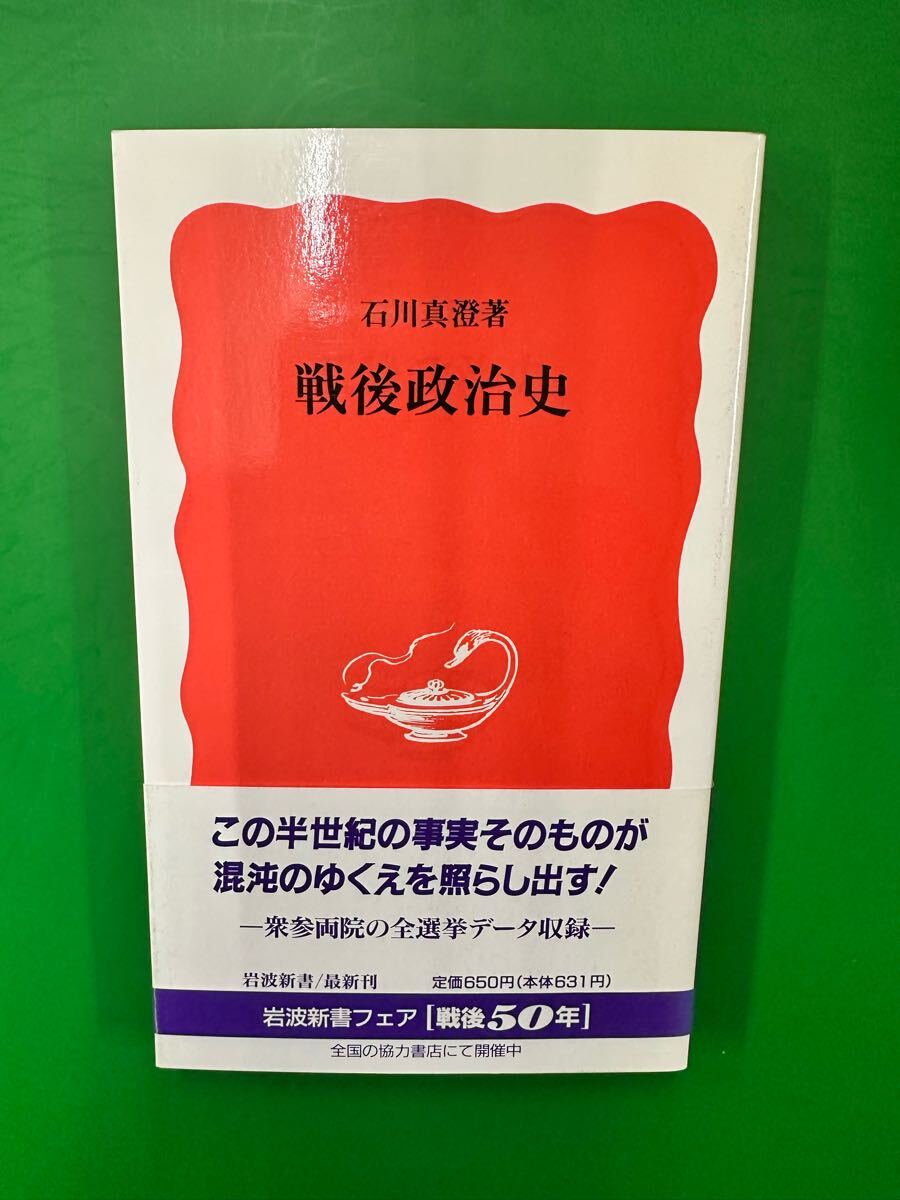 石川真澄著
戦後政治史
この半世紀の事実そのものが
混沌のゆくえを照らし出す!
―衆参両院の全選挙データ収録―
岩波新書/最新刊 定価650円(本体631円)
岩波新書フェア[戦後50年]
全国の協力書店にて開催中